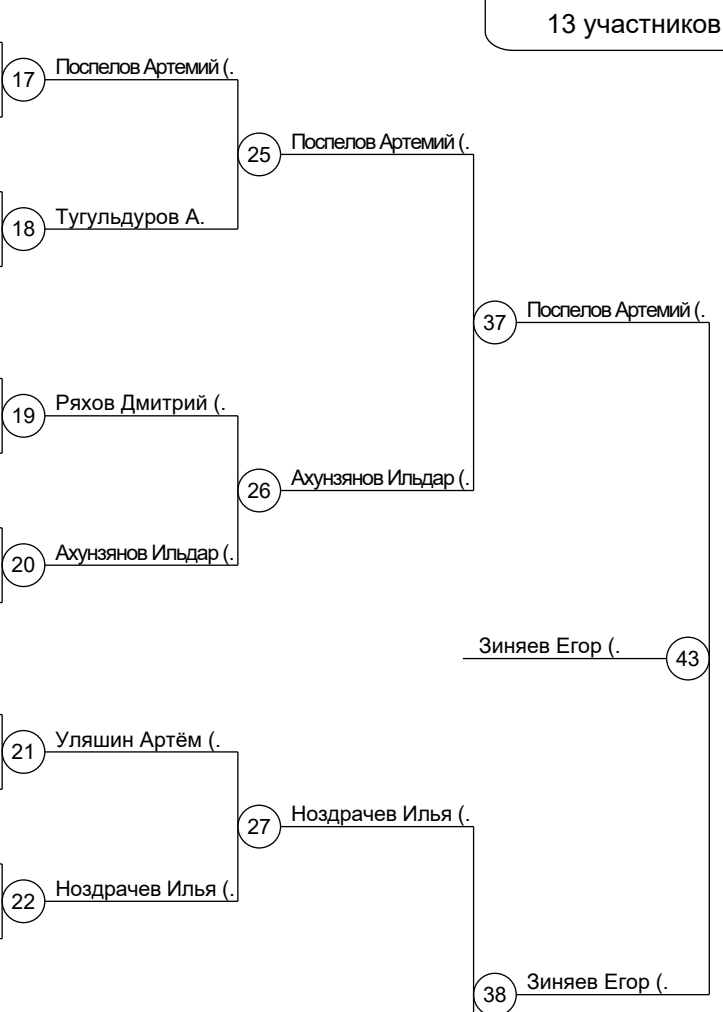 13 участников
17 Поспелов Артемий (.
25 Поспелов Артемий (.
18 Тугульдуров А.
37 Поспелов Артемий (.
19 Ряхов Дмитрий (.
26 Ахунзянов Ильдар (.
20 Ахунзянов Ильдар (.
Зиняев Егор (. 43
21 Уляшин Артём (.
27 Ноздрачев Илья (.
22 Ноздрачев Илья (.
38 Зиняев Егор (.